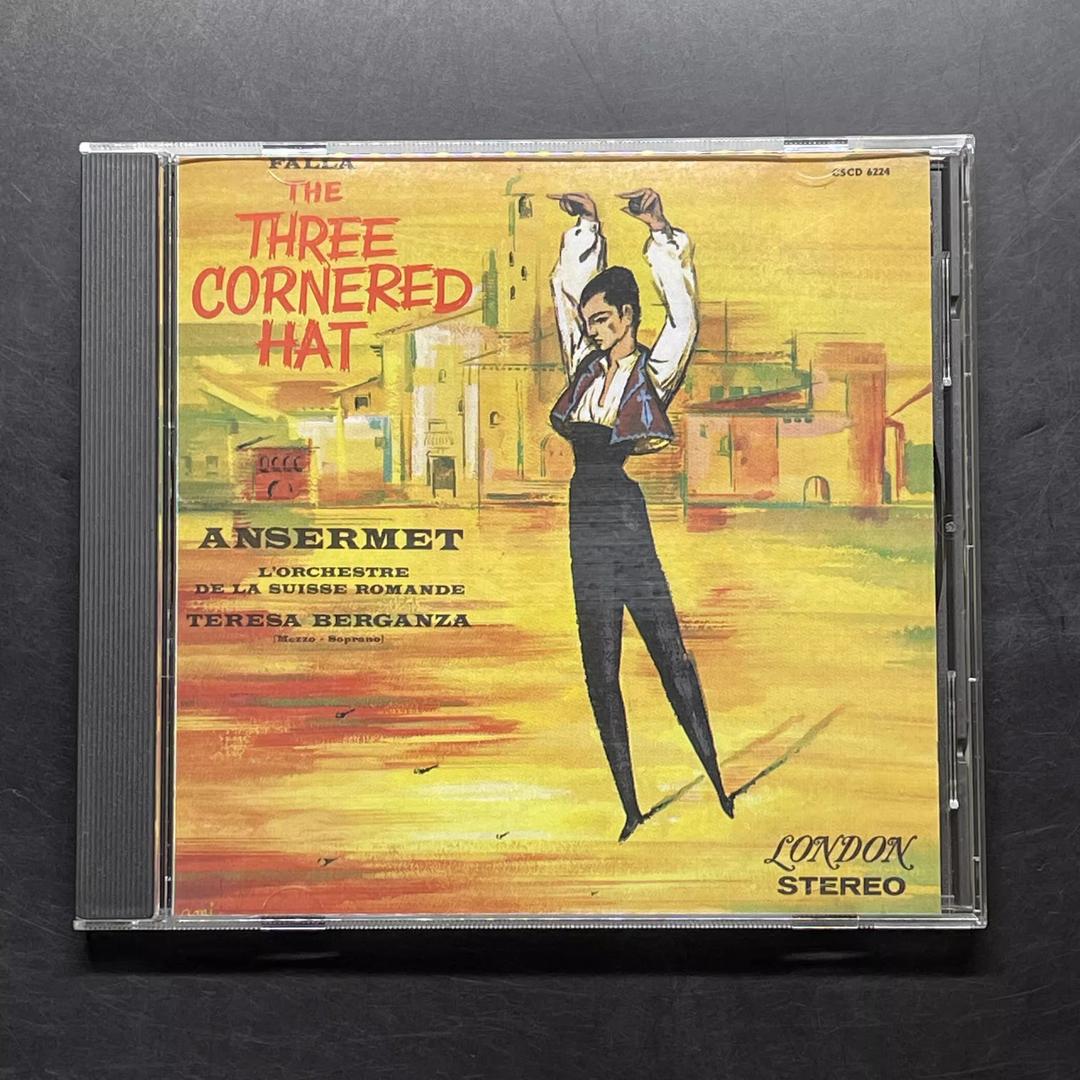 FALLA
THE
THREE
CORNERED
HAT
CSCD 6224
ANSERMET
L'ORCHESTRE
DE LA SUISSE ROMANDE
TERESA BERGANZA
(Mezzo - Soprano)
LONDON
STEREO